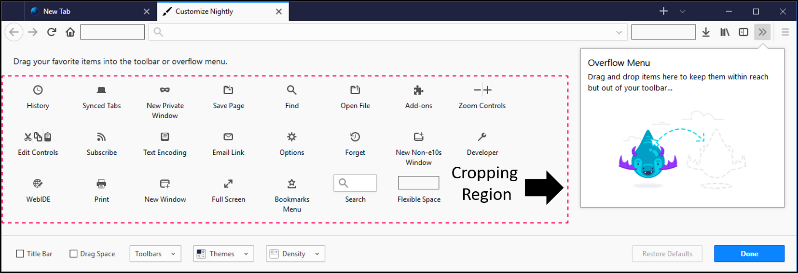 New Tab
Customize Nightly
Drag your favorite items into the toolbar or overflow menu.
History
Synced Tabs
New Private
Window
Save Page
Find
Open File
Add-ons
Zoom Controls
Edit Controls
Subscribe
Text Encoding
Email Link
Options
Forget
New Non-e10s
Window
Developer
WebIDE
Print
New Window
Full Screen
Bookmarks
Menu
Search
Flexible Space
Cropping
Region
Overflow Menu
Drag and drop items here to keep them within reach
but out of your toolbar...
Title Bar
Drag Space
Toolbars
Themes
Density
Restore Defaults
Done